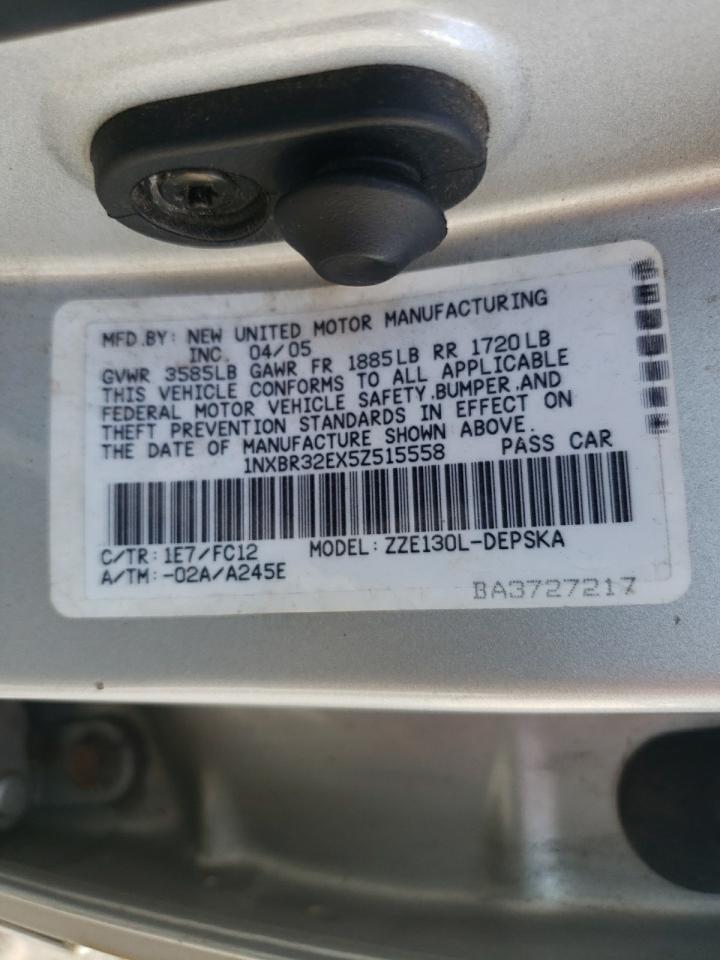 MFD.BY: NEW UNITED MOTOR MANUFACTURING
INC. 04/05
GVWR 3585LB GAWR FR 1885LB RR 1720LB
THIS VEHICLE CONFORMS TO ALL APPLICABLE
FEDERAL MOTOR VEHICLE SAFETY,BUMPER,AND
THEFT PREVENTION STANDARDS IN EFFECT ON
THE DATE OF MANUFACTURE SHOWN ABOVE.
1NXBR32EX5Z515558 PASS CAR
C/TR: 1E7/FC12 MODEL: ZZE130L-DEPSKA
A/TM: -02A/A245E
BA3727217